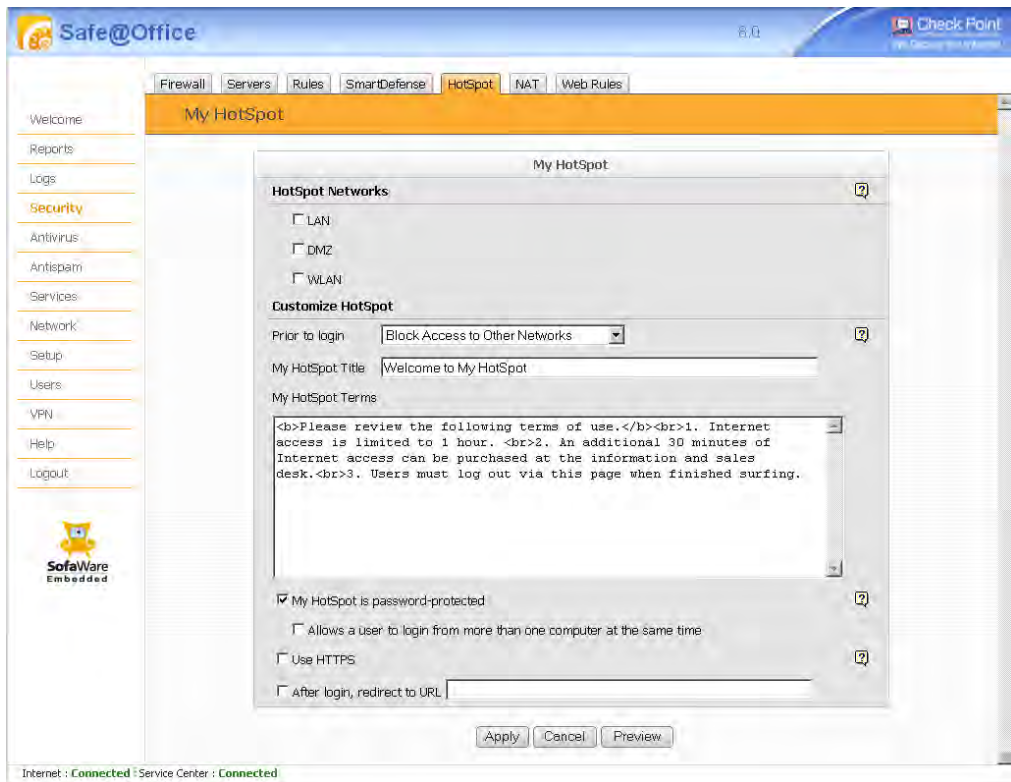 Safe@Office
6.0
Check Point
Firewall Servers Rules SmartDefense HotSpot NAT Web Rules
My HotSpot
Welcome
Reports
Logs
Security
Antivirus
Antispam
Services
Network
Setup
Users
VPN
Help
Logout
SofaWare
Embedded
My HotSpot
HotSpot Networks
LAN
DMZ
WLAN
Customize HotSpot
Prior to login Block Access to Other Networks
My HotSpot Title Welcome to My HotSpot
My HotSpot Terms
<b>Please review the following terms of use.</b><br>1. Internet
access is limited to 1 hour. <br>2. An additional 30 minutes of
Internet access can be purchased at the information and sales
desk.<br>3. Users must log out via this page when finished surfing.
My HotSpot is password-protected
Allows a user to login from more than one computer at the same time
Use HTTPS
After login, redirect to URL
Apply Cancel Preview
Internet : Connected Service Center : Connected